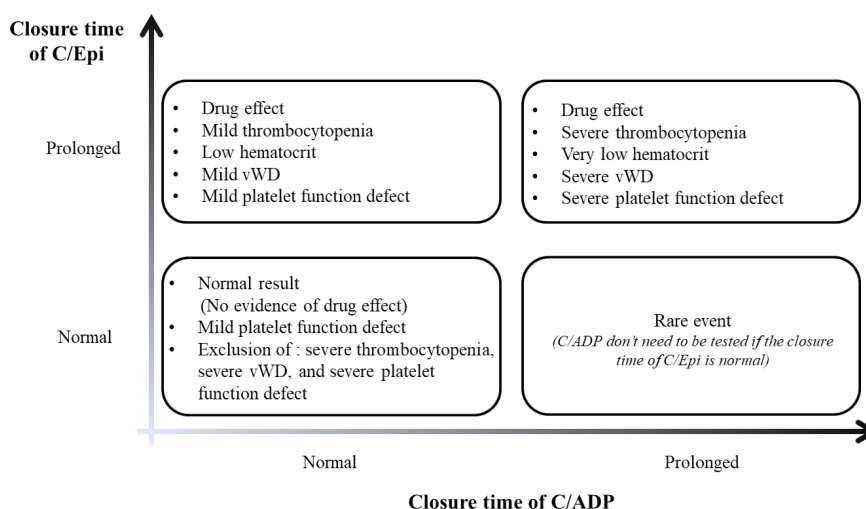 Closure time
of C/Epi
Prolonged
• Drug effect
• Mild thrombocytopenia
• Low hematocrit
• Mild vWD
• Mild platelet function defect
• Drug effect
• Severe thrombocytopenia
• Very low hematocrit
• Severe vWD
• Severe platelet function defect
Normal
• Normal result
(No evidence of drug effect)
• Mild platelet function defect
• Exclusion of : severe thrombocytopenia,
severe vWD, and severe platelet
function defect
Rare event
(C/ADP don't need to be tested if the closure
time of C/Epi is normal)
Normal
Prolonged
Closure time of C/ADP